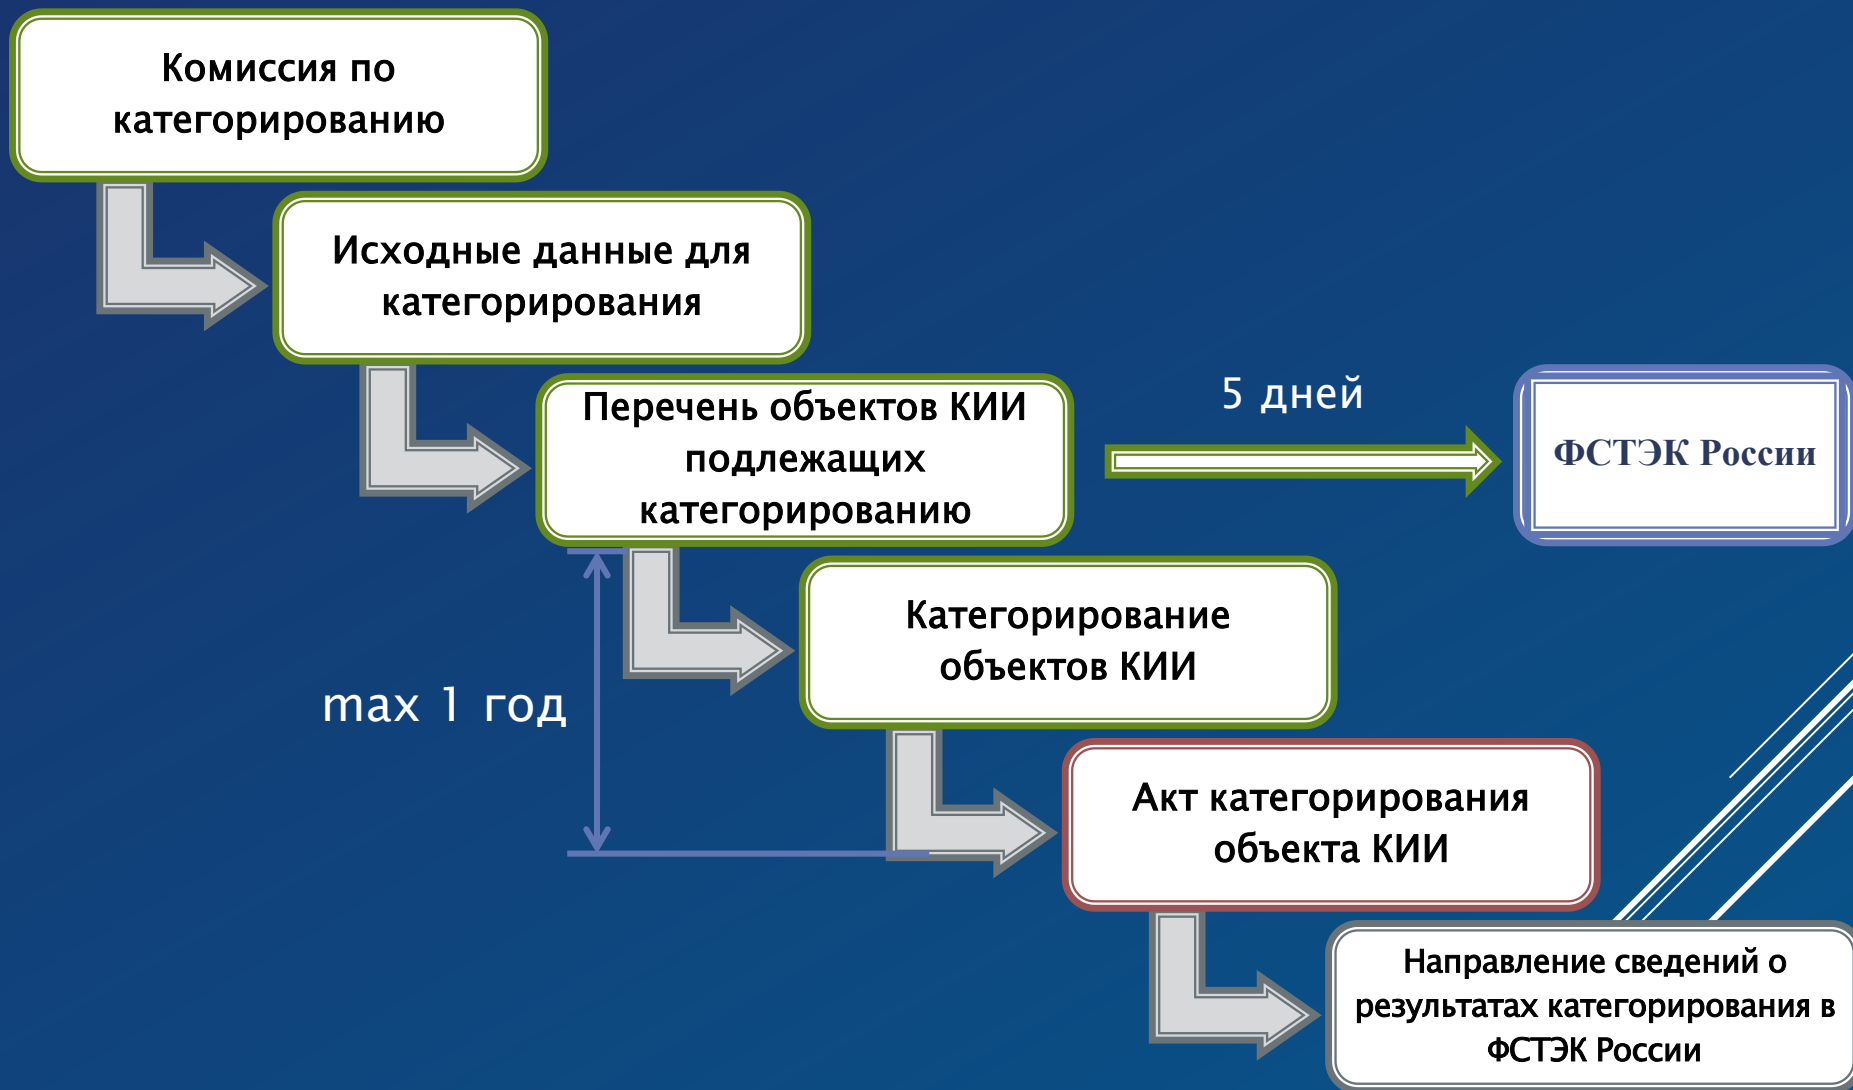 Комиссия по
категорированию
Исходные данные для
категорирования
Перечень объектов КИИ
подлежащих
категорированию
5 дней
ФСТЭК России
Категорирование
объектов КИИ
max 1 год
Акт категорирования
объекта КИИ
Направление сведений о
результатах категорирования в
ФСТЭК России